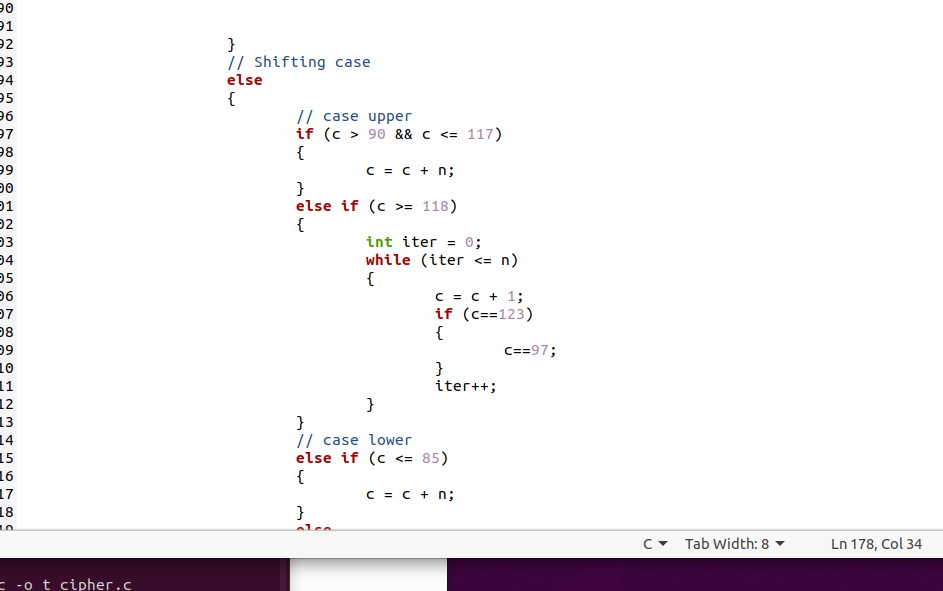 90
91
92 }
93 // Shifting case
94 else
95 {
96 // case upper
97 if (c > 90 && c <= 117)
98 {
99 c = c + n;
00 }
01 else if (c >= 118)
02 {
03 int iter = 0;
04 while (iter <= n)
05 {
06 c = c + 1;
07 if (c==123)
08 {
09 c==97;
10 }
11 iter++;
12 }
13 }
14 // case lower
15 else if (c <= 85)
16 {
17 c = c + n;
18 }
19 else
C Tab Width: 8 Ln 178, Col 34
c -o t cipher.c